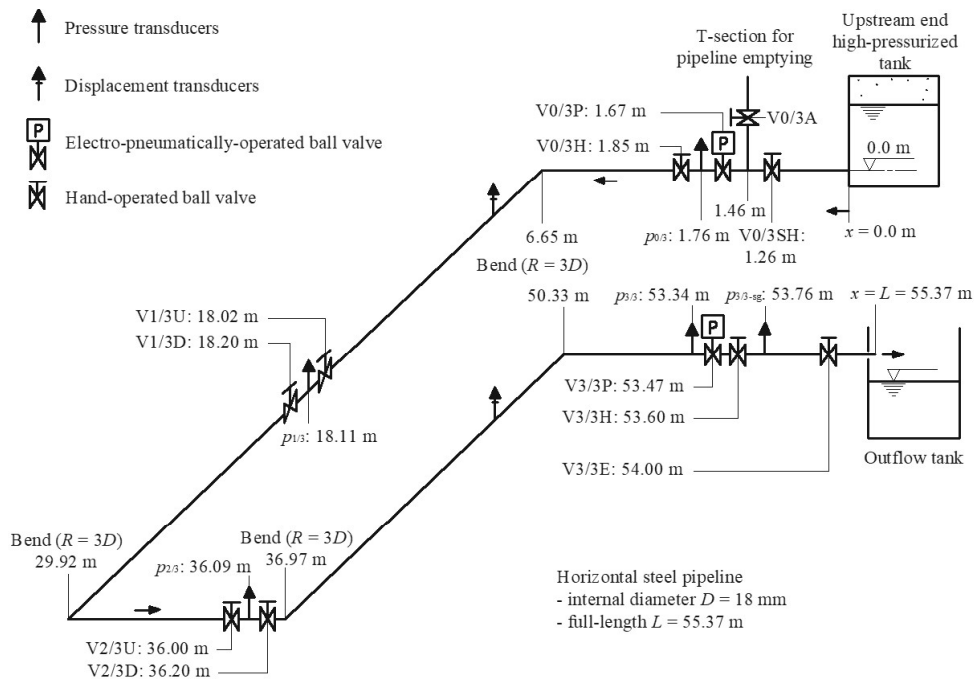 Pressure transducers
Displacement transducers
P
Electro-pneumatically-operated ball valve
Hand-operated ball valve
T-section for
pipeline emptying
Upstream end
high-pressurized
tank
V0/3P: 1.67 m
V0/3A
V0/3H: 1.85 m
P
0.0 m
1.46 m
6.65 m
p0/3: 1.76 m
V0/3SH:
1.26 m
x = 0.0 m
Bend (R = 3D)
50.33 m
p3/3: 53.34 m
p3/3-sg: 53.76 m
x = L = 55.37 m
V1/3U: 18.02 m
V1/3D: 18.20 m
P
V3/3P: 53.47 m
V3/3H: 53.60 m
p1/3: 18.11 m
V3/3E: 54.00 m
Outflow tank
Bend (R = 3D)
29.92 m
Bend (R = 3D)
36.97 m
p2/3: 36.09 m
Horizontal steel pipeline
- internal diameter D = 18 mm
- full-length L = 55.37 m
V2/3U: 36.00 m
V2/3D: 36.20 m